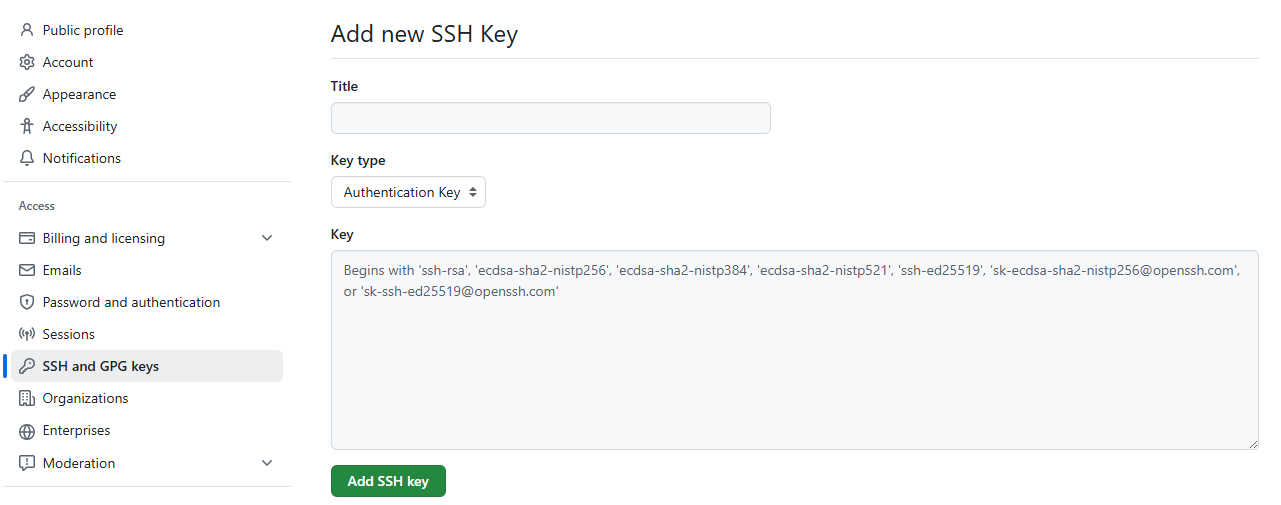 Public profile
Account
Appearance
Accessibility
Notifications
Access
Billing and licensing
Emails
Password and authentication
Sessions
SSH and GPG keys
Organizations
Enterprises
Moderation
Add new SSH Key
Title
Key type
Authentication Key
Key
Begins with 'ssh-rsa', 'ecdsa-sha2-nistp256', 'ecdsa-sha2-nistp384', 'ecdsa-sha2-nistp521', 'ssh-ed25519', 'sk-ecdsa-sha2-nistp256@openssh.com',
or 'sk-ssh-ed25519@openssh.com'
Add SSH key